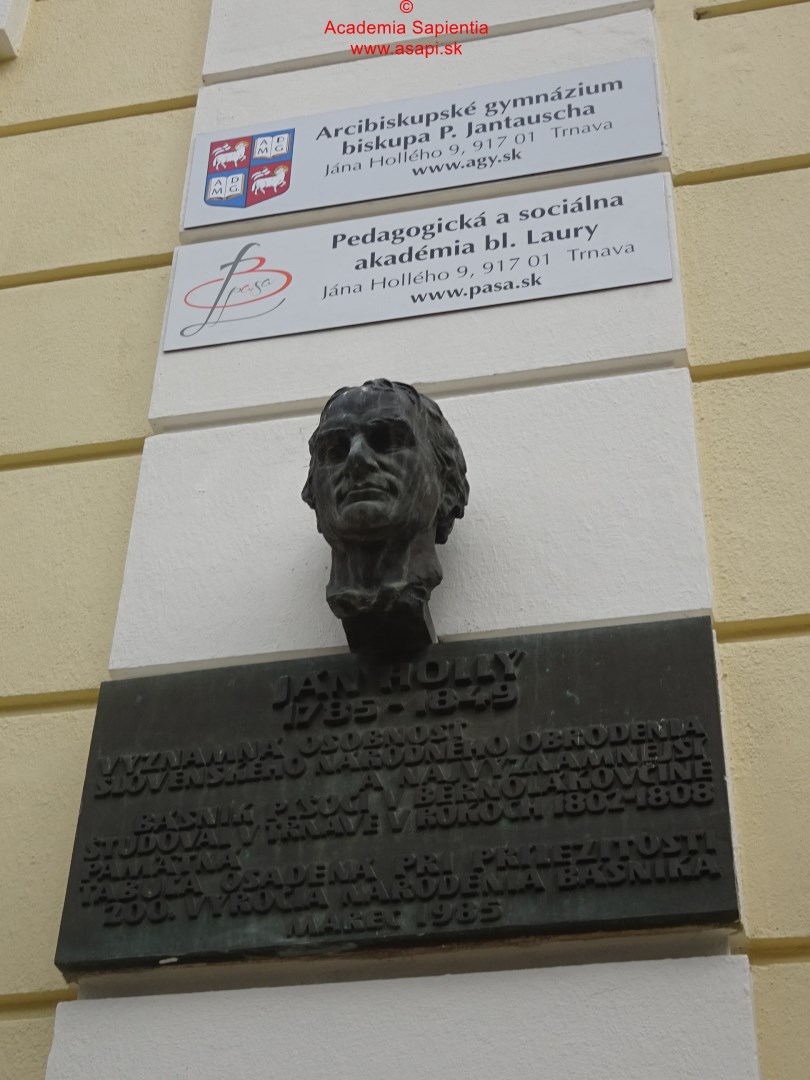 ©
Academia Sapientia
www.asapi.sk
Arcibiskupské gymnázium
biskupa P. Jantauscha
Jána Hollého 9, 917 01 Trnava
www.agy.sk
A D
M G
A D
M G
Pedagogická a sociálna
akadémia bl. Laury
Jána Hollého 9, 917 01 Trnava
www.pasa.sk
pasa
JÁN HOLLÝ
1785 - 1849
VÝZNAMNÁ OSOBNOSŤ
SLOVENSKÉHO NÁRODNÉHO OBRODENIA
A NAJVÝZNAMNEJŠÍ
BÁSNIK PÍSOCI V BERNOLÁKOVČINE
ŠTUDOVAL V TRNAVE V ROKOCH 1802-1808
PAMÄTNÁ
TABUĽA OSADENÁ PRI PRÍLEŽITOSTI
200. VÝROČIA NARODENIA BÁSNIKA
MAREC 1985